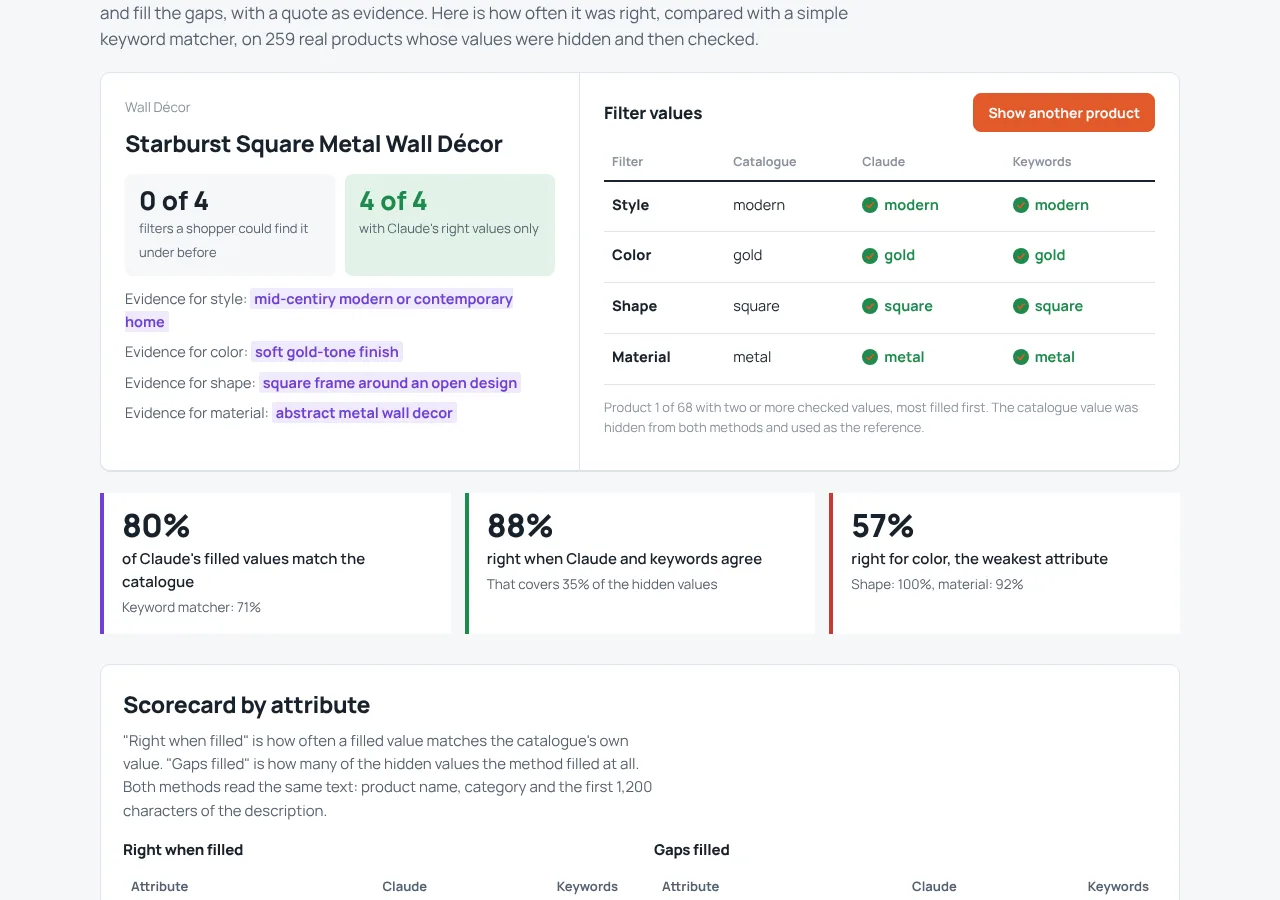 and fill the gaps, with a quote as evidence. Here is how often it was right, compared with a simple
keyword matcher, on 259 real products whose values were hidden and then checked.
Wall Décor
Starburst Square Metal Wall Décor
0 of 4
filters a shopper could find it
under before
4 of 4
with Claude's right values only
Evidence for style: mid-centiry modern or contemporary
home
Evidence for color: soft gold-tone finish
Evidence for shape: square frame around an open design
Evidence for material: abstract metal wall decor
Filter values
Show another product
Filter Catalogue Claude Keywords
Style modern modern modern
Color gold gold gold
Shape square square square
Material metal metal metal
Product 1 of 68 with two or more checked values, most filled first. The catalogue value was
hidden from both methods and used as the reference.
80%
of Claude's filled values match the
catalogue
Keyword matcher: 71%
88%
right when Claude and keywords agree
That covers 35% of the hidden values
57%
right for color, the weakest attribute
Shape: 100%, material: 92%
Scorecard by attribute
"Right when filled" is how often a filled value matches the catalogue's own
value. "Gaps filled" is how many of the hidden values the method filled at all.
Both methods read the same text: product name, category and the first 1,200
characters of the description.
Right when filled
Attribute Claude Keywords
Gaps filled
Attribute Claude Keywords